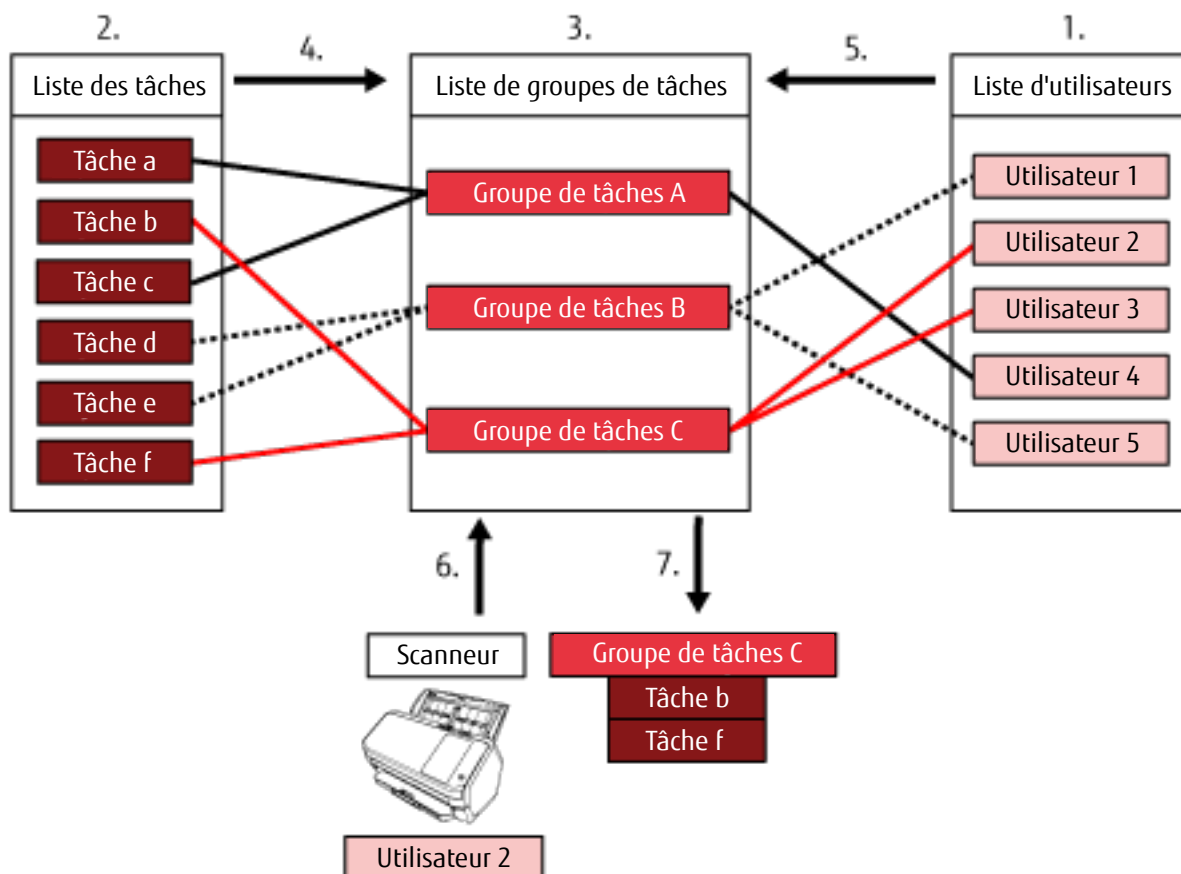 2.
4.
3.
5.
1.
Liste des tâches
Liste de groupes de tâches
Liste d'utilisateurs
Tâche a
Tâche b
Tâche c
Tâche d
Tâche e
Tâche f
Groupe de tâches A
Groupe de tâches B
Groupe de tâches C
Utilisateur 1
Utilisateur 2
Utilisateur 3
Utilisateur 4
Utilisateur 5
6.
7.
Scanneur
Utilisateur 2
Groupe de tâches C
Tâche b
Tâche f